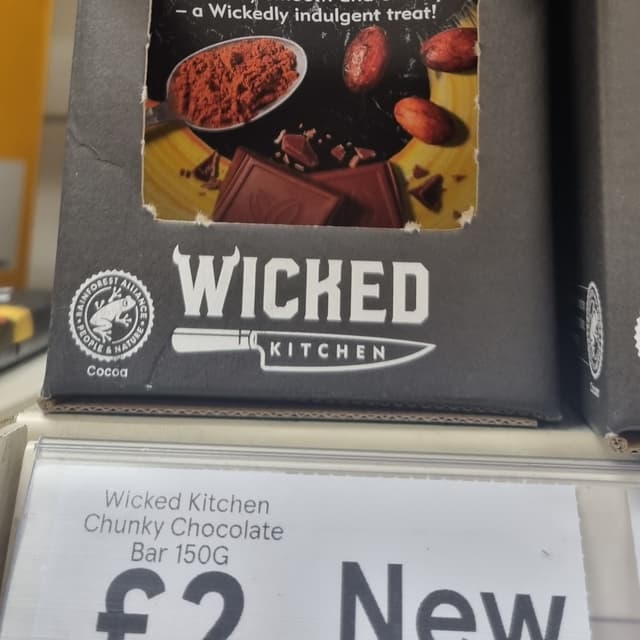 – a Wickedly indulgent treat!
WICKED
KITCHEN
RAINFOREST ALLIANCE
PEOPLE & NATURE
Cocoa
Wicked Kitchen
Chunky Chocolate
Bar 150G
£2
New